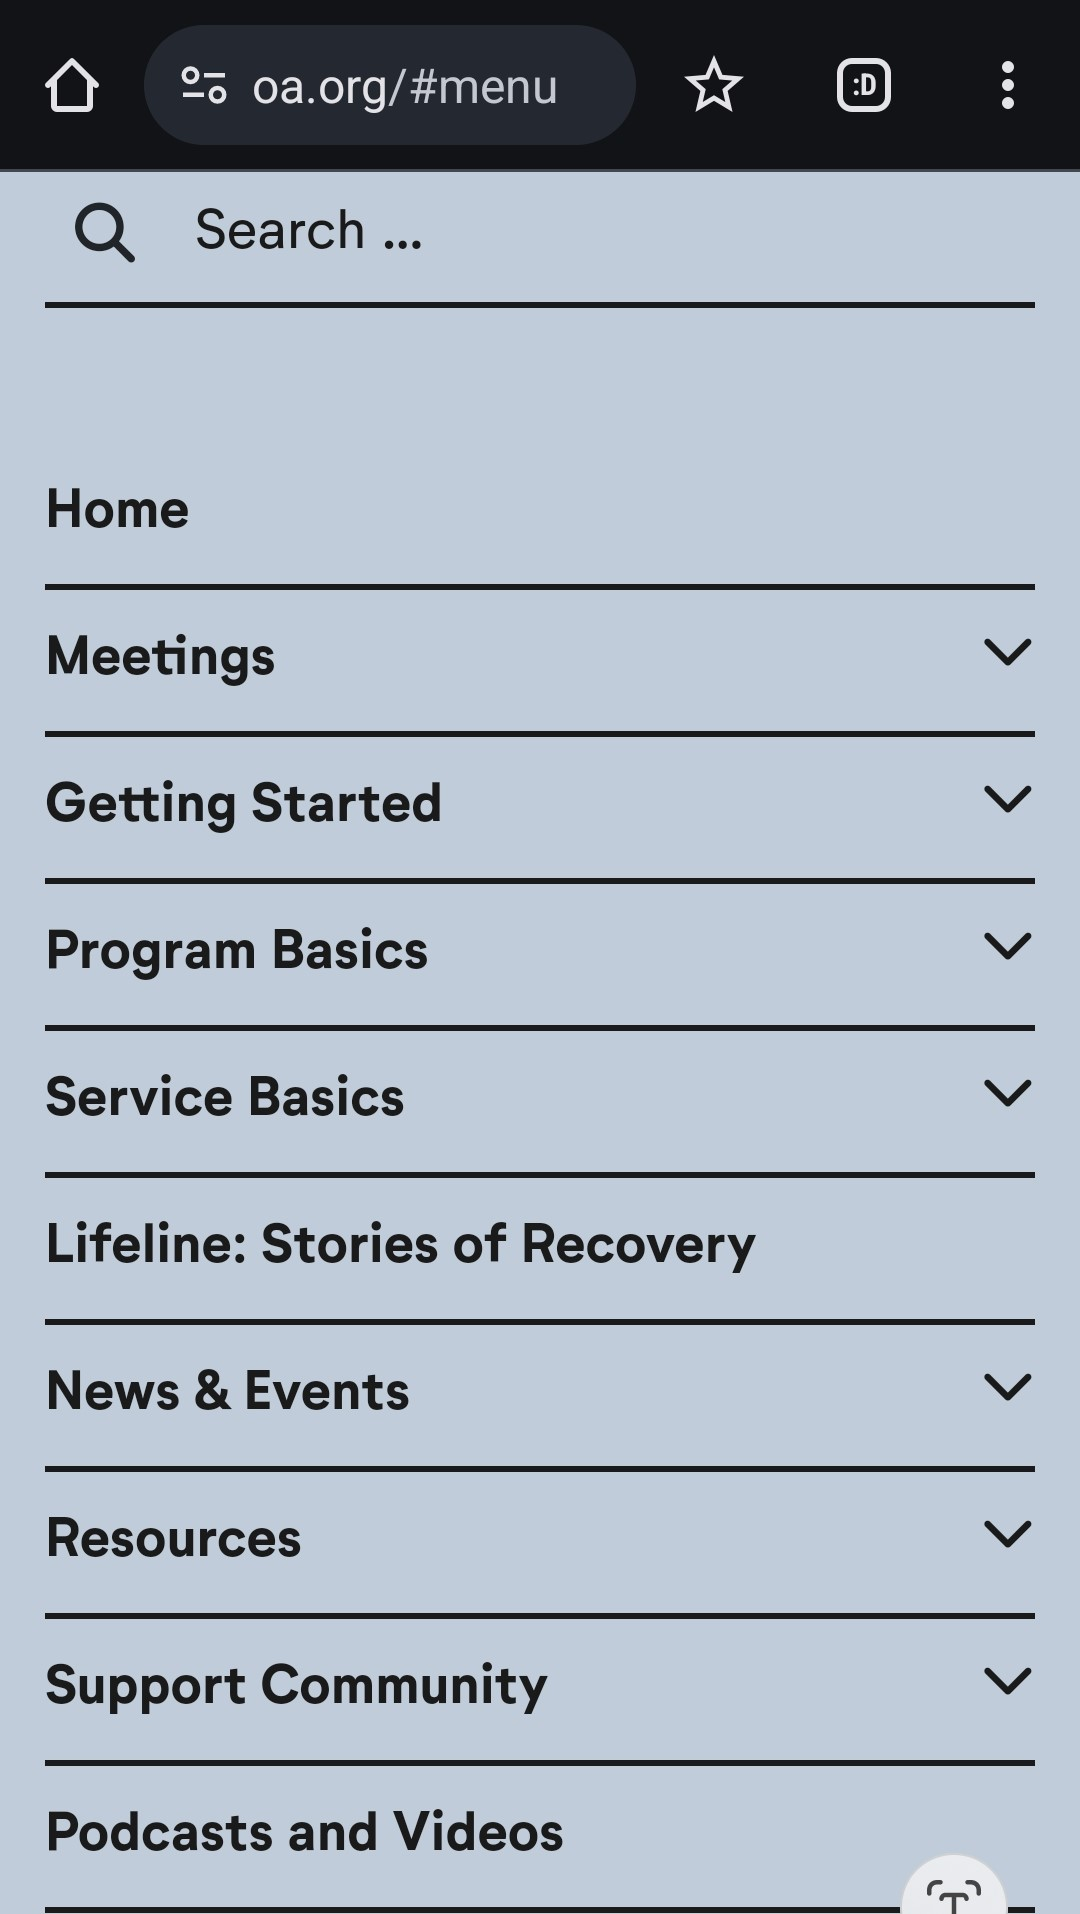 oa.org/#menu
:D
Search ...
Home
Meetings
Getting Started
Program Basics
Service Basics
Lifeline: Stories of Recovery
News & Events
Resources
Support Community
Podcasts and Videos